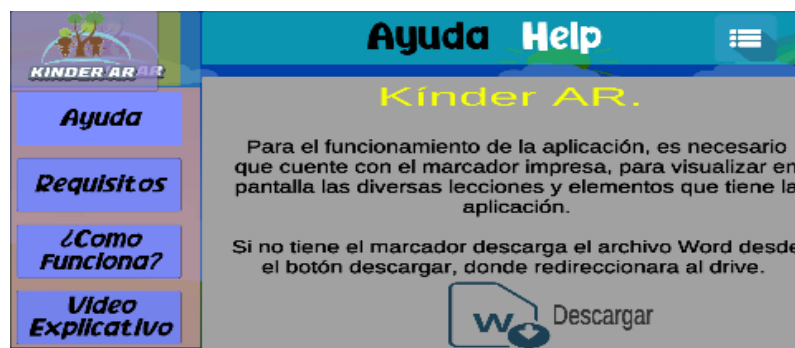 KINDER AR
Ayuda Help
Ayuda
Requisitos
¿Como
Funciona?
Video
Explicativo
Kínder AR.
Para el funcionamiento de la aplicación, es necesario
que cuente con el marcador impresa, para visualizar en
pantalla las diversas lecciones y elementos que tiene la
aplicación.
Si no tiene el marcador descarga el archivo Word desde
el botón descargar, donde redireccionara al drive.
W
Descargar